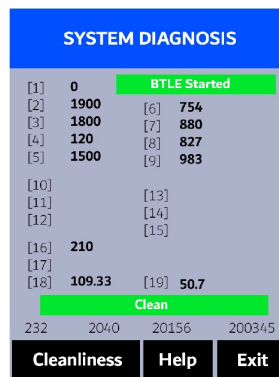 SYSTEM DIAGNOSIS
[1] 0 BTLE Started
[2] 1900 [6] 754
[3] 1800 [7] 880
[4] 120 [8] 827
[5] 1500 [9] 983
[10]
[11] [13]
[12] [14]
[15]
[16] 210
[17]
[18] 109.33 [19] 50.7
Clean
232 2040 20156 200345
Cleanliness Help Exit